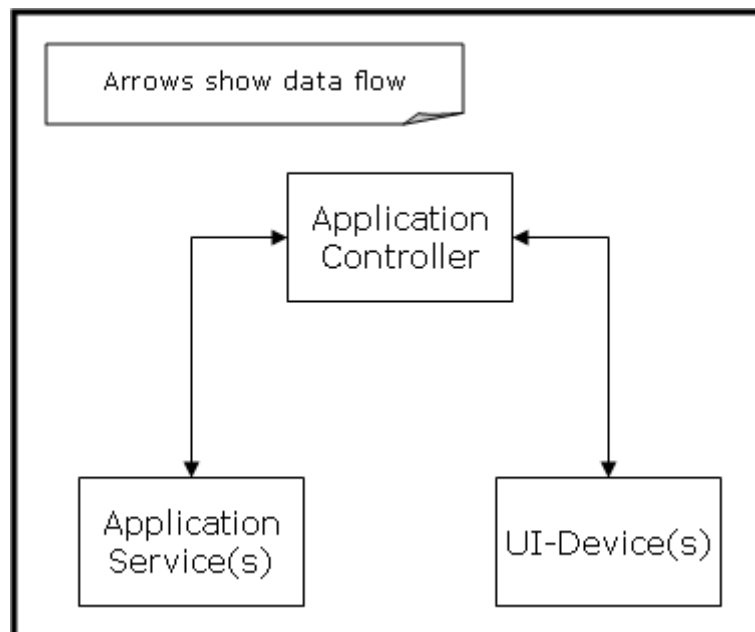 Arrows show data flow
Application
Controller
Application
Service(s)
UI-Device(s)